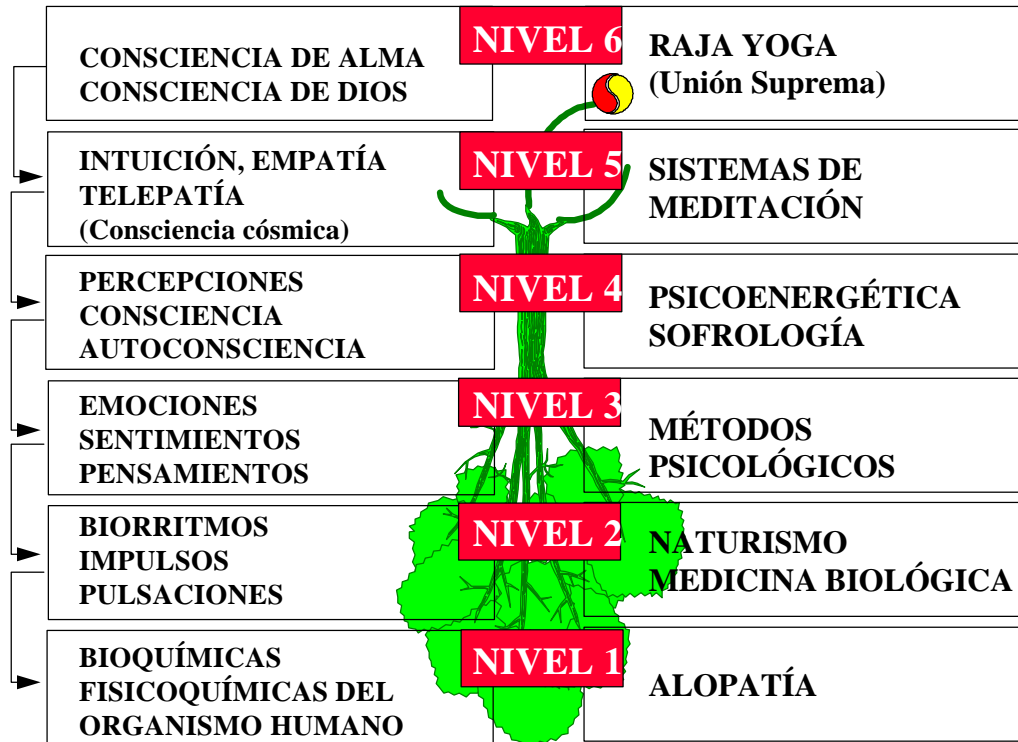 NIVEL 6
CONSCIENCIA DE ALMA
CONSCIENCIA DE DIOS
RAJA YOGA
(Unión Suprema)
NIVEL 5
INTUICIÓN, EMPATÍA
TELEPATÍA
(Consciencia cósmica)
SISTEMAS DE
MEDITACIÓN
NIVEL 4
PERCEPCIONES
CONSCIENCIA
AUTOCONSCIENCIA
PSICOENERGÉTICA
SOFROLOGÍA
NIVEL 3
EMOCIONES
SENTIMIENTOS
PENSAMIENTOS
MÉTODOS
PSICOLÓGICOS
NIVEL 2
BIORRITMOS
IMPULSOS
PULSACIONES
NATURISMO
MEDICINA BIOLÓGICA
NIVEL 1
BIOQUÍMICAS
FISICOQUÍMICAS DEL
ORGANISMO HUMANO
ALOPATÍA